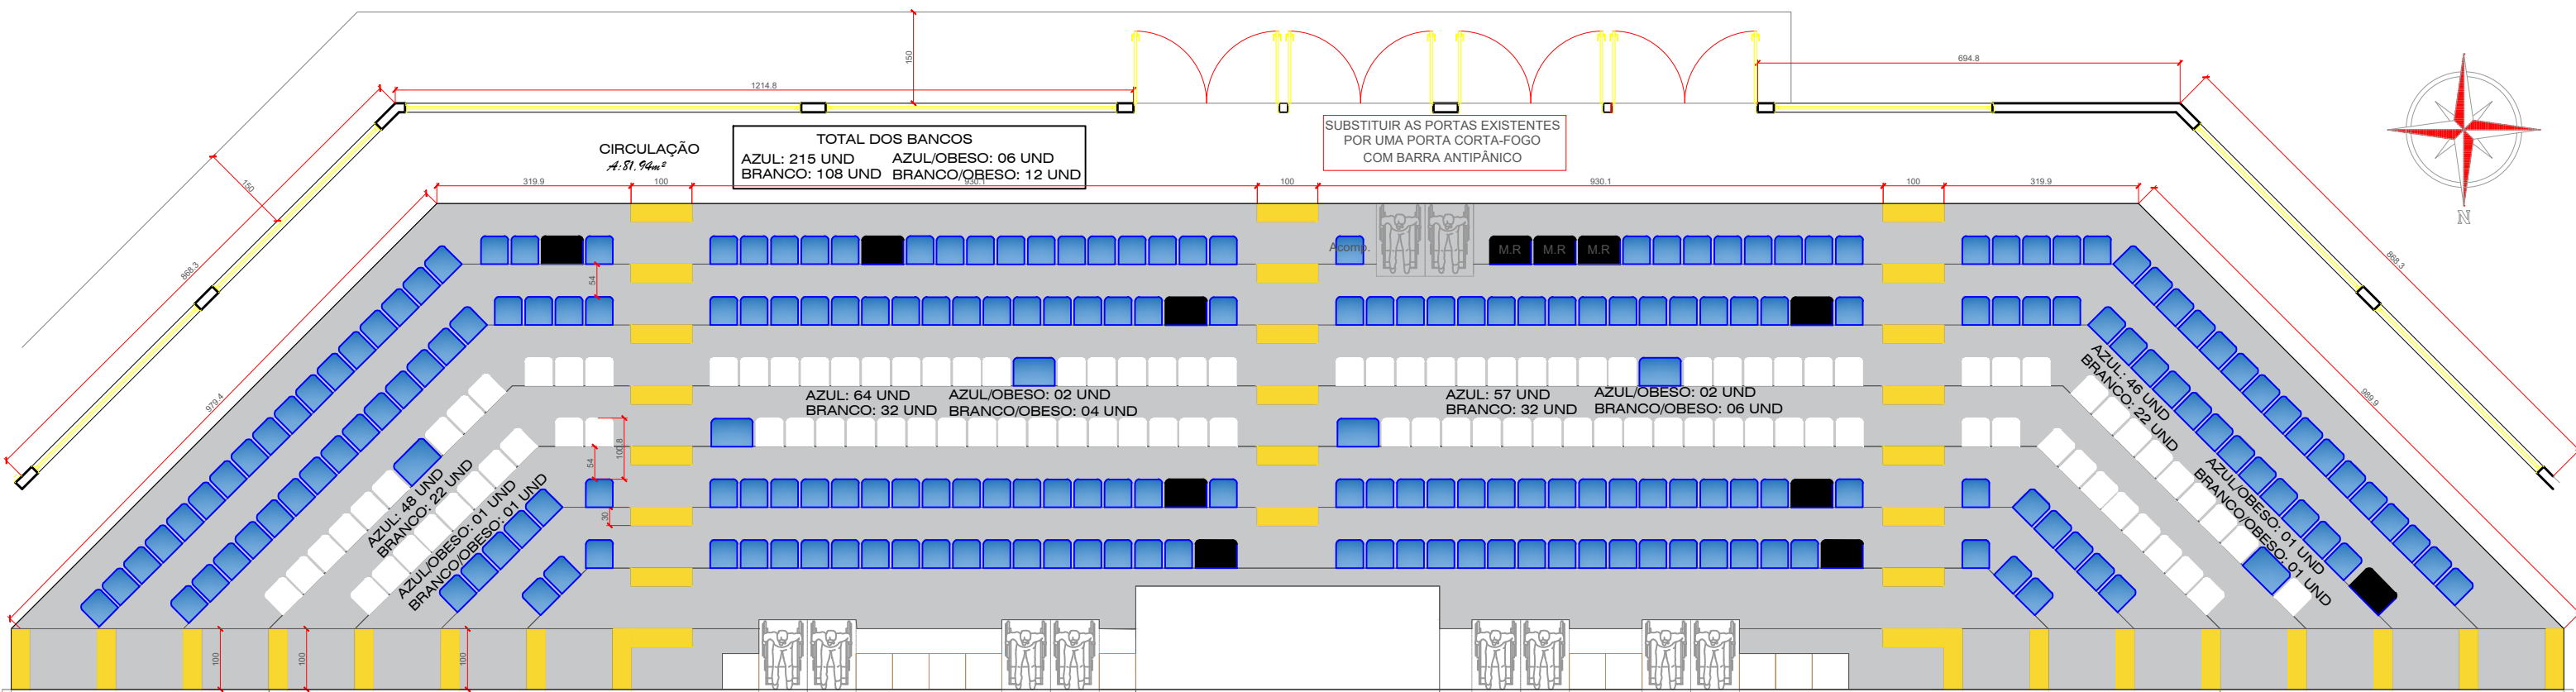 150
694.8
1214.8
N
TOTAL DOS BANCOS
AZUL: 215 UND AZUL/OBESO: 06 UND
BRANCO: 108 UND BRANCO/OBESO: 12 UND
CIRCULAÇÃO
A:81,94m²
SUBSTITUIR AS PORTAS EXISTENTES
POR UMA PORTA CORTA-FOGO
COM BARRA ANTIPÂNICO
150
868.3
868.3
319.9
100
930.1
100
930.1
100
319.9
Acomp.
M.R
M.R
M.R
54
979.4
989.9
AZUL: 64 UND AZUL/OBESO: 02 UND
BRANCO: 32 UND BRANCO/OBESO: 04 UND
AZUL: 57 UND AZUL/OBESO: 02 UND
BRANCO: 32 UND BRANCO/OBESO: 06 UND
AZUL: 46 UND
BRANCO: 22 UND
AZUL/OBESO: 01 UND
BRANCO/OBESO: 01 UND
100.8
54
30
AZUL: 48 UND
BRANCO: 22 UND
AZUL/OBESO: 01 UND
BRANCO/OBESO: 01 UND
100
100
100